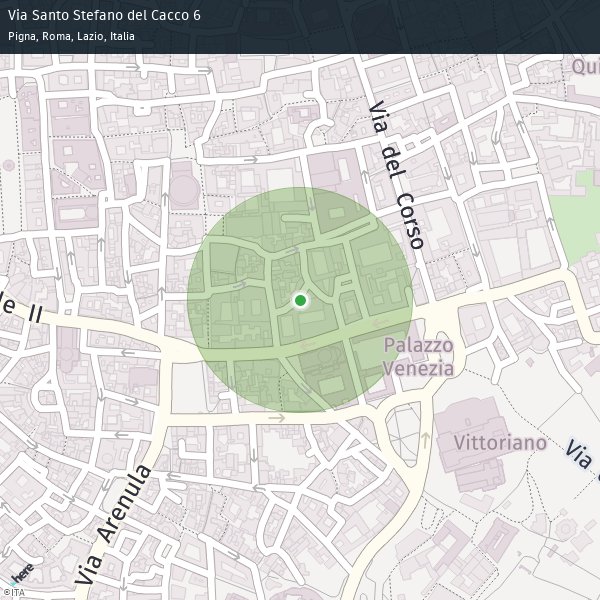 Via Santo Stefano del Cacco 6
Pigna, Roma, Lazio, Italia
Qui
Via del Corso
le II
Palazzo
Venezia
Vittoriano
Via
Via Arenula
here
©ITA